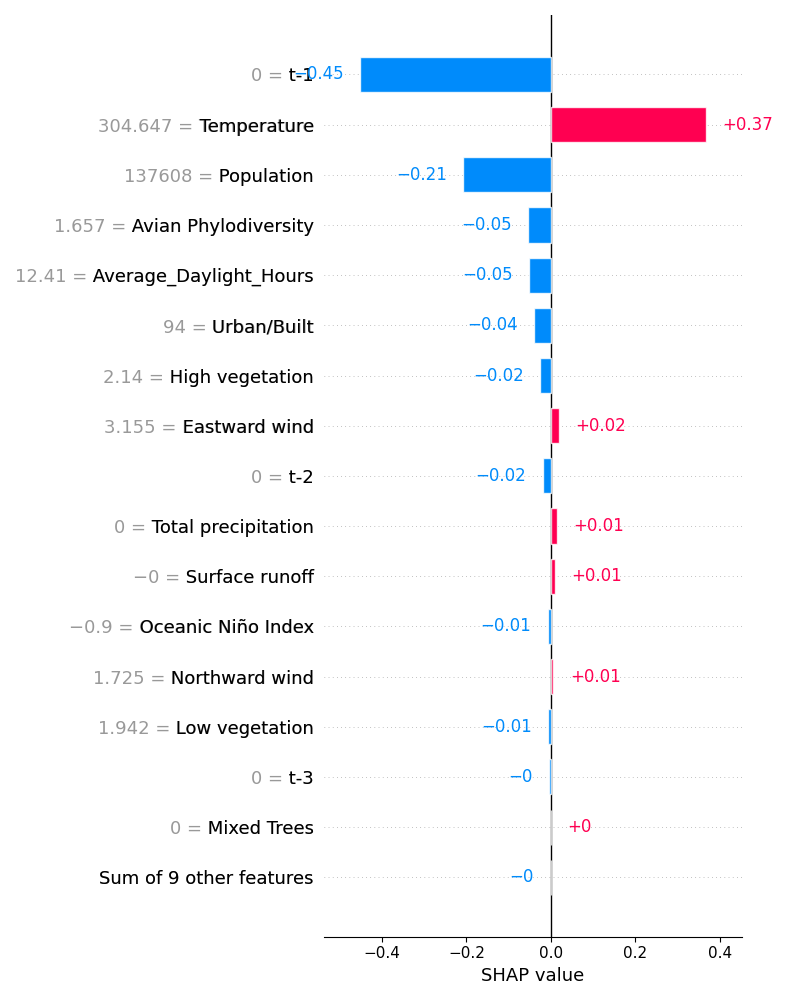 0 = t-1 −0.45
304.647 = Temperature +0.37
137608 = Population −0.21
1.657 = Avian Phylodiversity −0.05
12.41 = Average_Daylight_Hours −0.05
94 = Urban/Built −0.04
2.14 = High vegetation −0.02
3.155 = Eastward wind +0.02
0 = t-2 −0.02
0 = Total precipitation +0.01
−0 = Surface runoff +0.01
−0.9 = Oceanic Niño Index −0.01
1.725 = Northward wind +0.01
1.942 = Low vegetation −0.01
0 = t-3 −0
0 = Mixed Trees +0
Sum of 9 other features −0
−0.4 −0.2 0.0 0.2 0.4
SHAP value